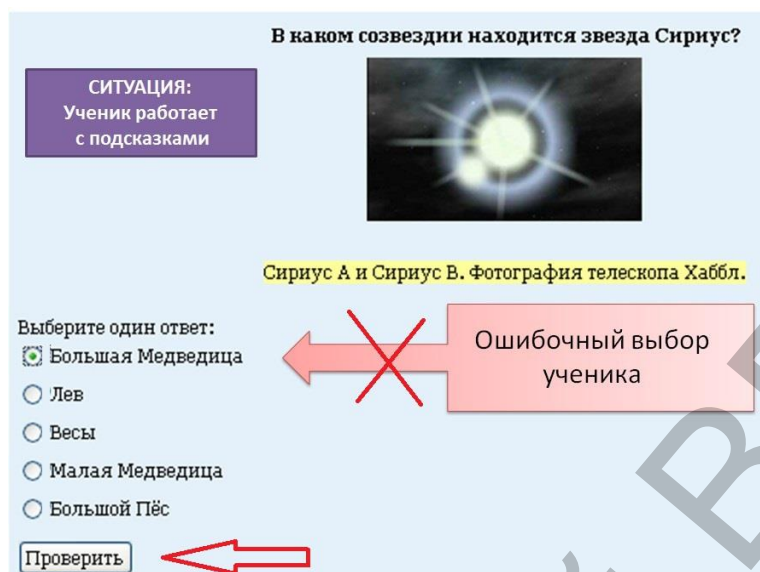 В каком созвездии находится звезда Сириус?
СИТУАЦИЯ:
Ученик работает
с подсказками
Сириус А и Сириус В. Фотография телескопа Хаббл.
Выберите один ответ:
Большая Медведица
Ошибочный выбор
ученика
Лев
Весы
Малая Медведица
Большой Пёс
Проверить